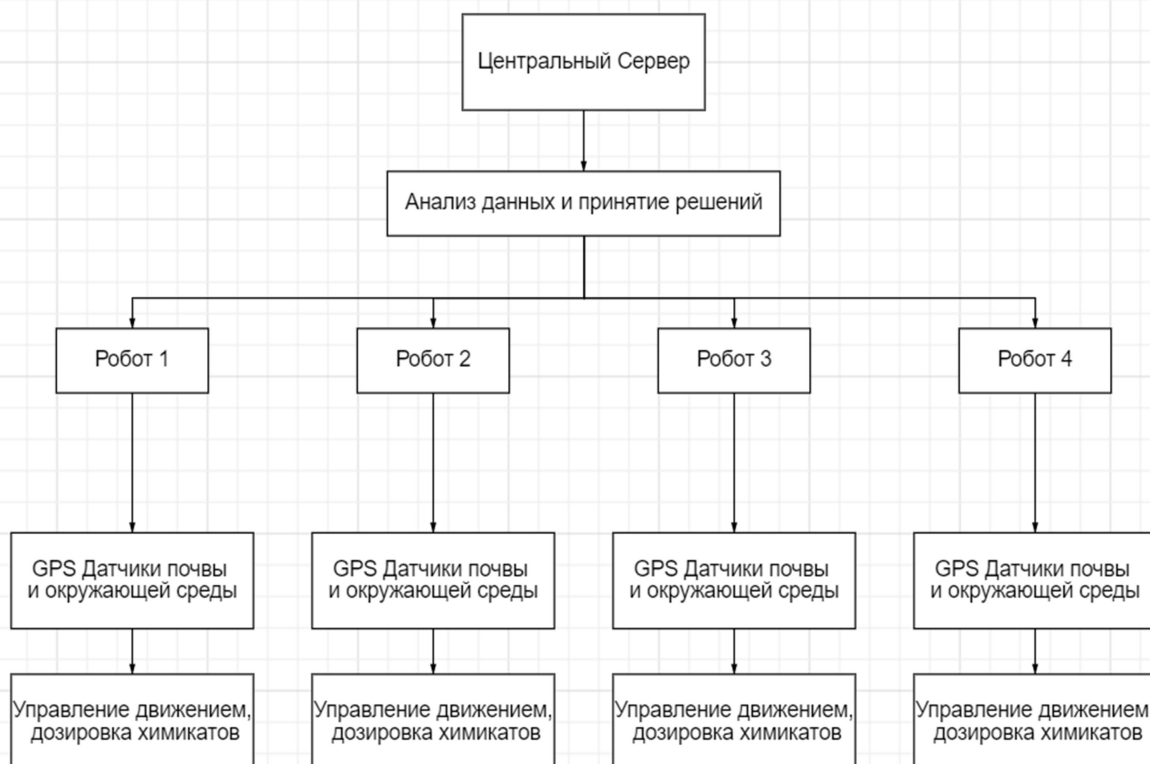 Центральный Сервер
Анализ данных и принятие решений
Робот 1
Робот 2
Робот 3
Робот 4
GPS Датчики почвы
и окружающей среды
GPS Датчики почвы
и окружающей среды
GPS Датчики почвы
и окружающей среды
GPS Датчики почвы
и окружающей среды
Управление движением,
дозировка химикатов
Управление движением,
дозировка химикатов
Управление движением,
дозировка химикатов
Управление движением
дозировка химикатов